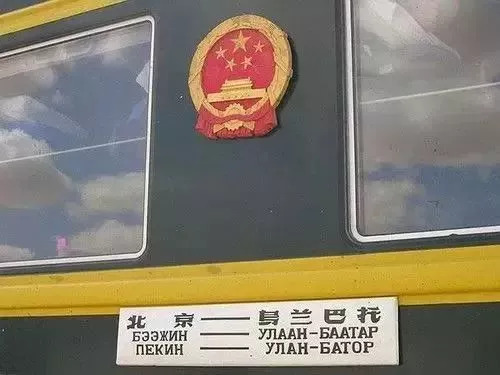 北京 — 乌兰巴托
БЭЭЖИН — УЛААН-БААТАР
ПЕКИН — УЛАН-БАТОР